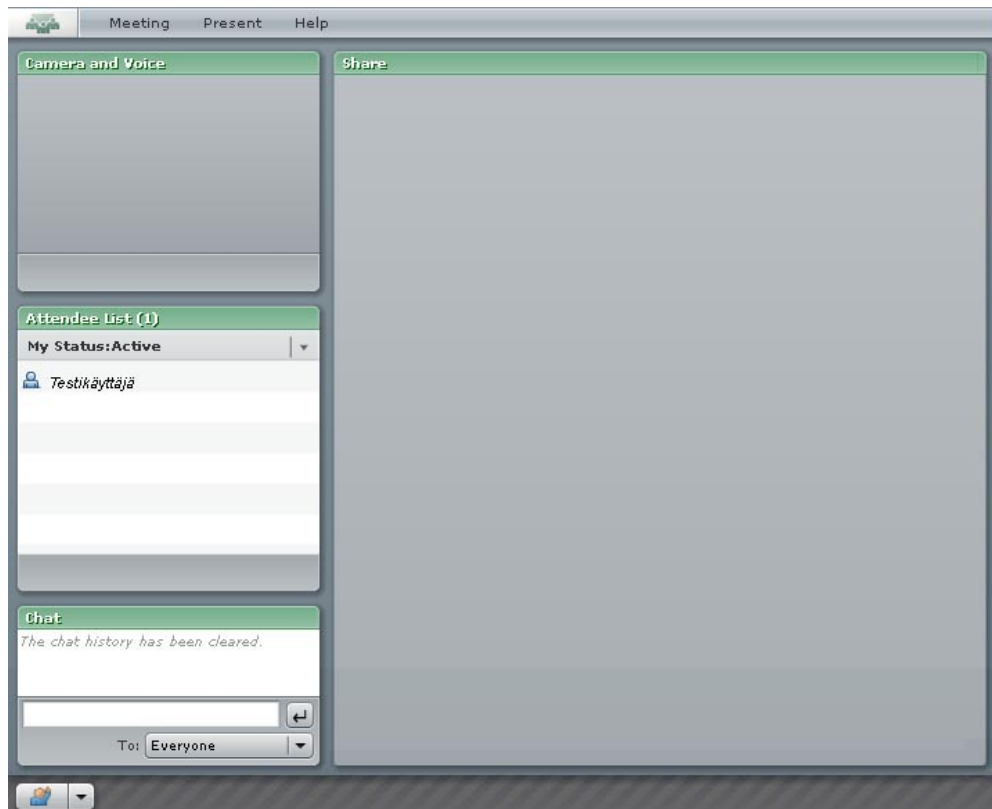 Meeting Present Help
Camera and Voice
Share
Attendee List (1)
My Status:Active
Testikäyttäjä
Chat
The chat history has been cleared.
To: Everyone